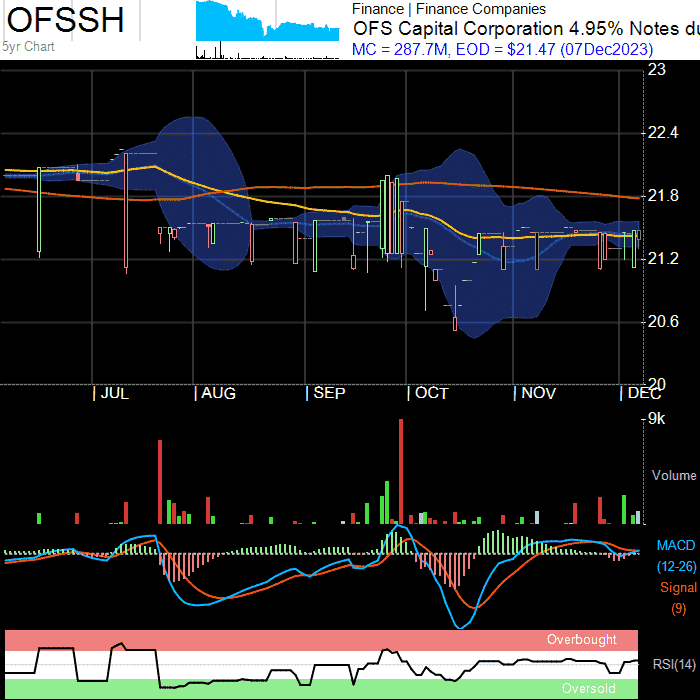 OFSSH
5yr Chart
Finance | Finance Companies
OFS Capital Corporation 4.95% Notes du
MC = 287.7M, EOD = $21.47 (07Dec2023)
23
22.4
21.8
21.2
20.6
20
JUL AUG SEP OCT NOV DEC
9k
Volume
MACD
(12-26)
Signal
(9)
Overbought
RSI(14)
Oversold